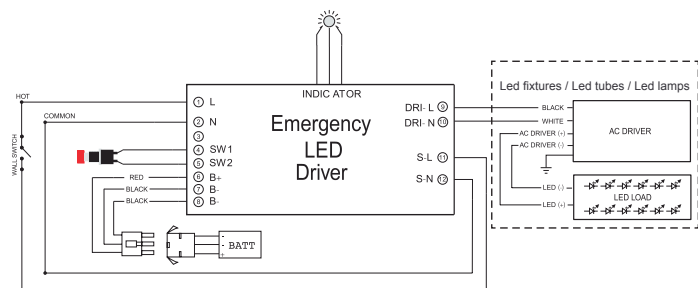 INDIC ATOR
Emergency
LED
Driver
HOT
COMMON
WALL SWITCH
1 L
2 N
3
4 SW1
5 SW2
6 B+
7 B-
8 B-
RED
BLACK
BLACK
- BATT
-
+
DRI- L 9
DRI- N 10
S-L 11
S-N 12
Led fixtures / Led tubes / Led lamps
BLACK
WHITE
AC DRIVER (+)
AC DRIVER (-)
AC DRIVER
LED (-)
LED (+)
LED LOAD